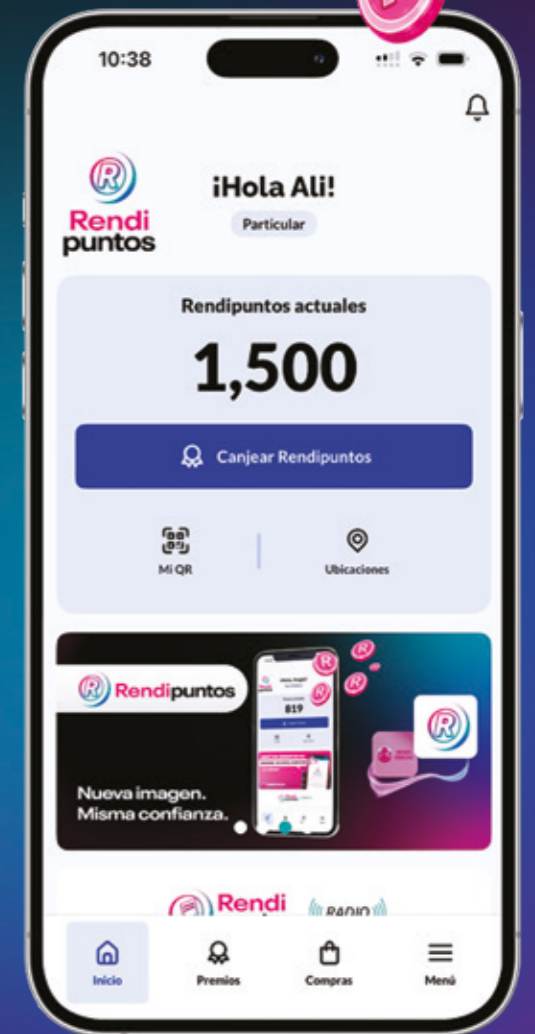 10:38
Rendi
puntos
¡Hola Ali!
Particular
Rendipuntos actuales
1,500
Canjear Rendipuntos
Mi QR
Ubicaciones
Rendipuntos
819
Nueva imagen.
Misma confianza.
Rendi
RADIO
Inicio
Premios
Compras
Menú